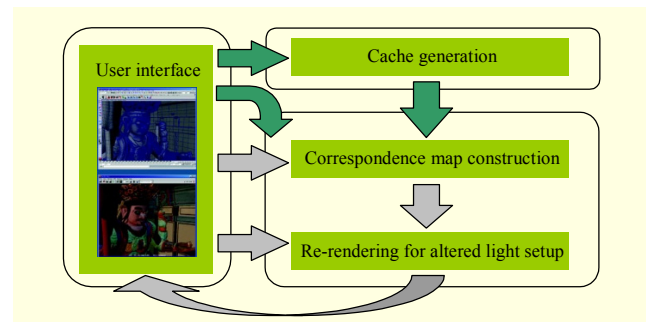 User interface
Cache generation
Correspondence map construction
Re-rendering for altered light setup